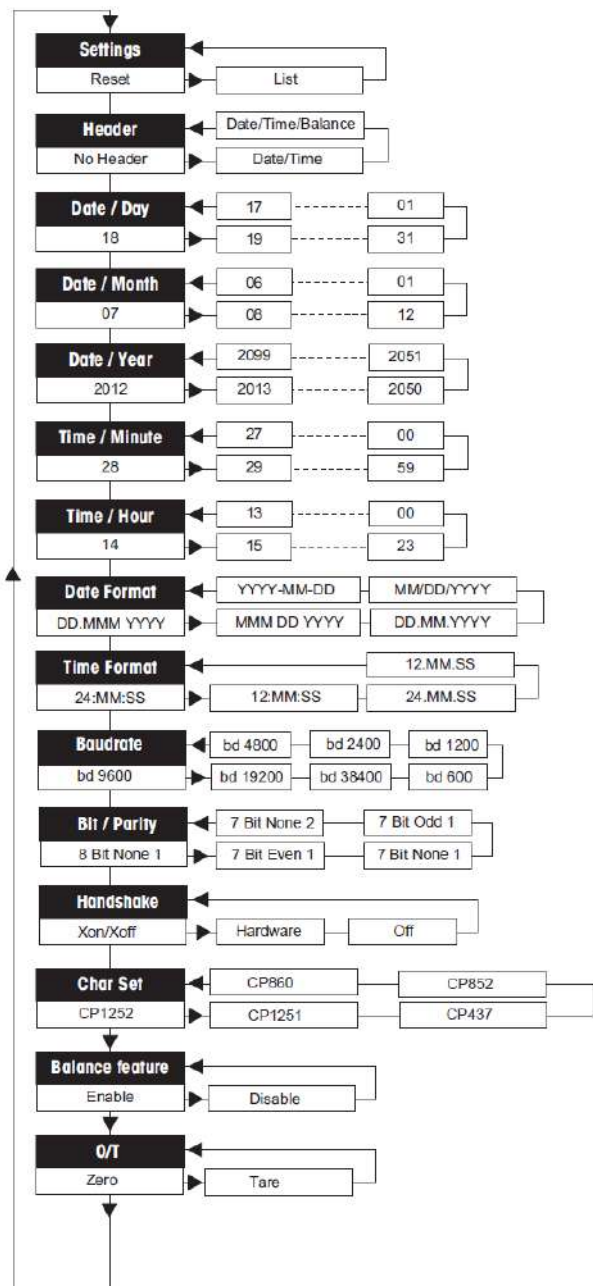 Settings
Reset List
Header Date/Time/Balance
No Header Date/Time
Date / Day 17 01
18 19 31
Date / Month 06 01
07 08 12
Date / Year 2099 2051
2012 2013 2050
Time / Minute 27 00
28 29 59
Time / Hour 13 00
14 15 23
Date Format YYYY-MM-DD MM/DD/YYYY
DD.MMM YYYY MMM DD YYYY DD.MM.YYYY
Time Format 12.MM.SS
24:MM:SS 12:MM:SS 24.MM.SS
Baudrate bd 4800 bd 2400 bd 1200
bd 9600 bd 19200 bd 38400 bd 600
Bit / Parity 7 Bit None 2 7 Bit Odd 1
8 Bit None 1 7 Bit Even 1 7 Bit None 1
Handshake
Xon/Xoff Hardware Off
Char Set CP860 CP852
CP1252 CP1251 CP437
Balance feature
Enable Disable
O/T
Zero Tare